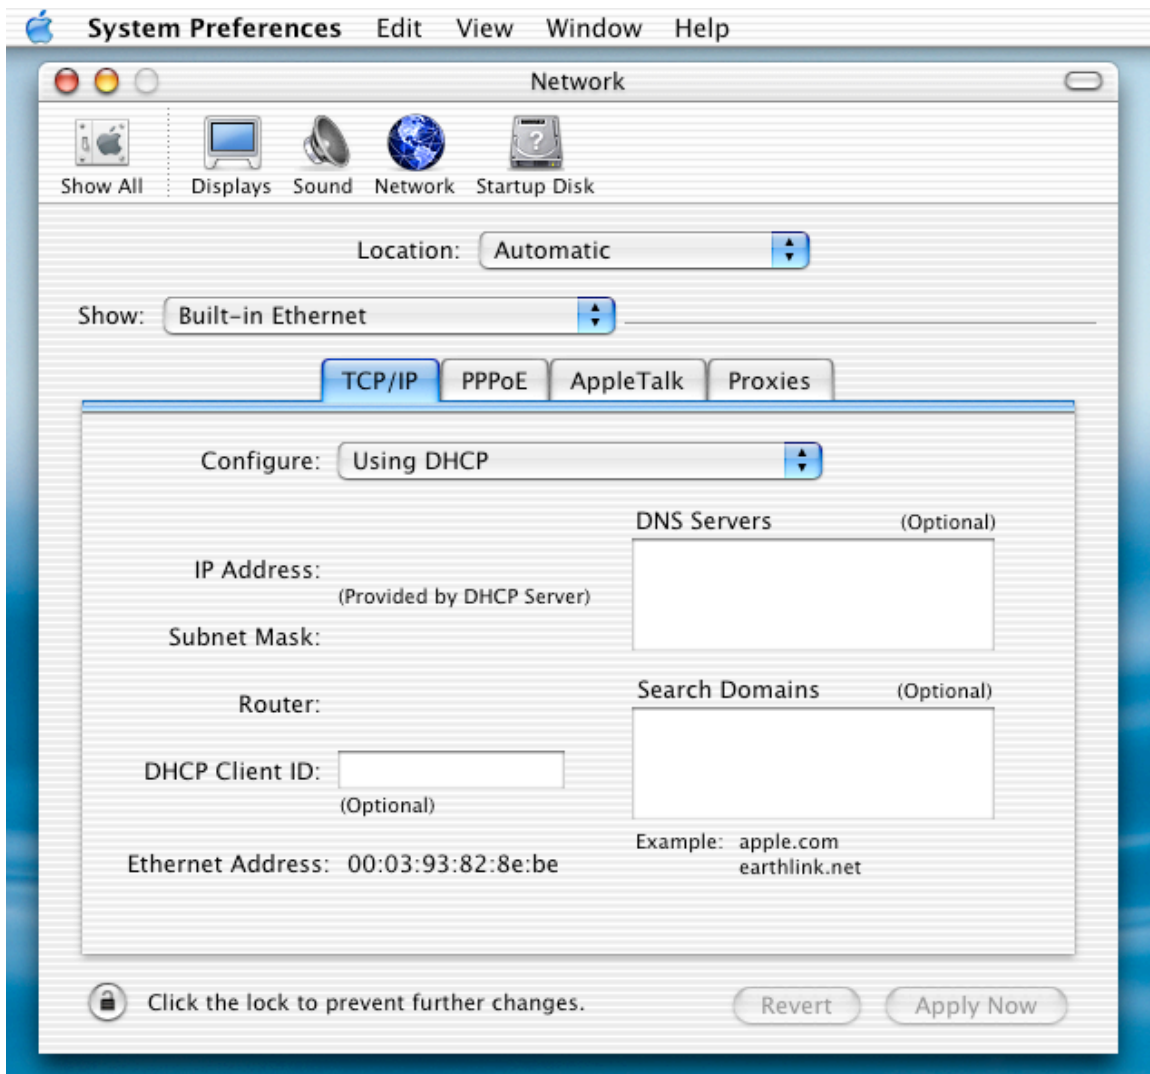 System Preferences Edit View Window Help
Network
Show All Displays Sound Network Startup Disk
Location: Automatic
Show: Built-in Ethernet
TCP/IP PPPoE AppleTalk Proxies
Configure: Using DHCP
DNS Servers (Optional)
IP Address:
(Provided by DHCP Server)
Subnet Mask:
Search Domains (Optional)
Router:
DHCP Client ID:
(Optional)
Example: apple.com
earthlink.net
Ethernet Address: 00:03:93:82:8e:be
Click the lock to prevent further changes. Revert Apply Now